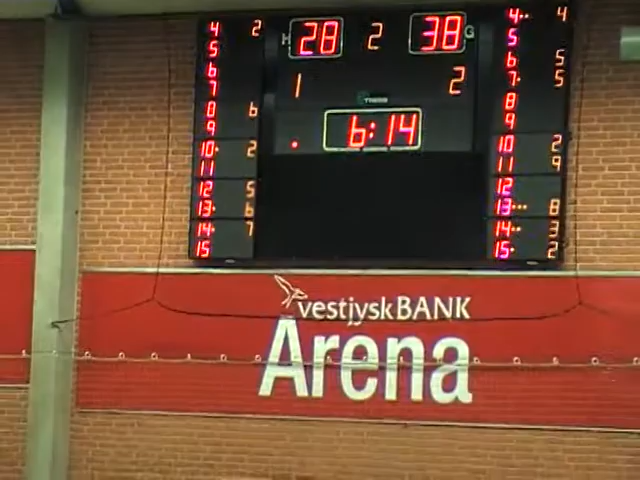 4 2 H 28 2 38 G 4 4
5 5
6 1 2 6 5
7 7 5
8 6 6:14 8
9 9
10 2 10 2
11 11 9
12 5 12
13 6 13 8
14 7 14 3
15 15 2
vestjyskBANK
Arena